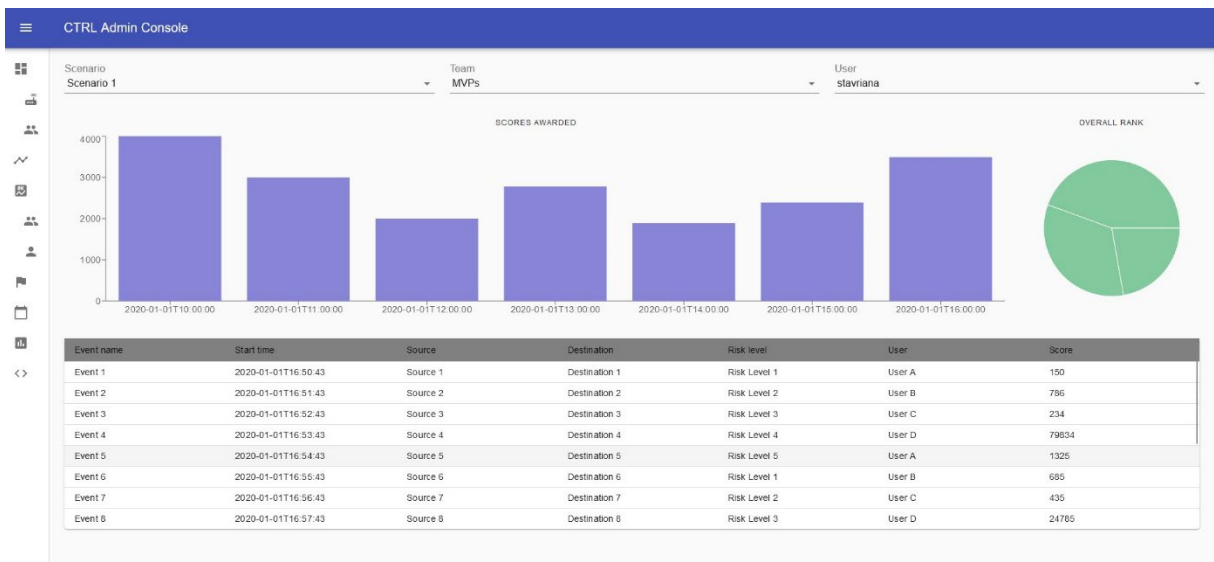 CTRL Admin Console
Scenario Team User
Scenario 1 MVPs stavriana
SCORES AWARDED OVERALL RANK
4000
3000
2000
1000
0
2020-01-01T10:00:00 2020-01-01T11:00:00 2020-01-01T12:00:00 2020-01-01T13:00:00 2020-01-01T14:00:00 2020-01-01T15:00:00 2020-01-01T16:00:00
Event name Start time Source Destination Risk level User Score
Event 1 2020-01-01T16:50:43 Source 1 Destination 1 Risk Level 1 User A 150
Event 2 2020-01-01T16:51:43 Source 2 Destination 2 Risk Level 2 User B 786
Event 3 2020-01-01T16:52:43 Source 3 Destination 3 Risk Level 3 User C 234
Event 4 2020-01-01T16:53:43 Source 4 Destination 4 Risk Level 4 User D 79834
Event 5 2020-01-01T16:54:43 Source 5 Destination 5 Risk Level 5 User A 1325
Event 6 2020-01-01T16:55:43 Source 6 Destination 6 Risk Level 1 User B 685
Event 7 2020-01-01T16:56:43 Source 7 Destination 7 Risk Level 2 User C 435
Event 8 2020-01-01T16:57:43 Source 8 Destination 8 Risk Level 3 User D 24785